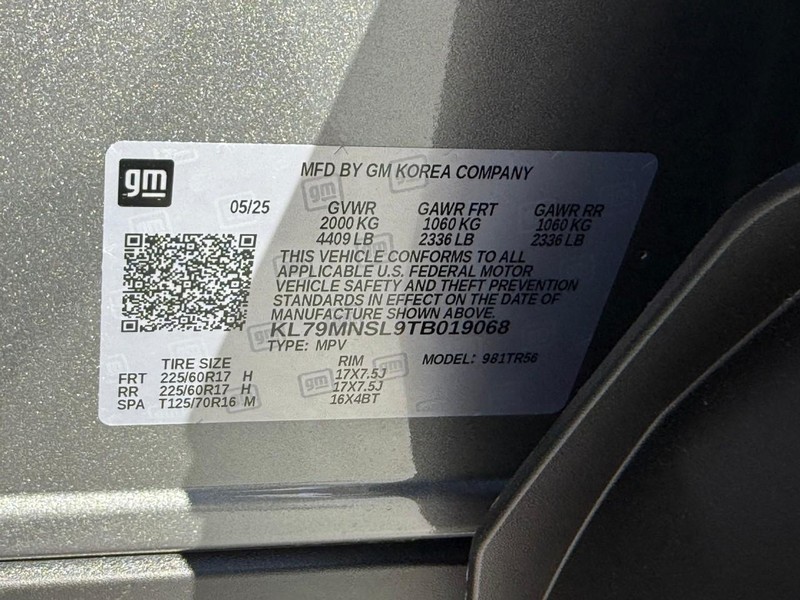 gm
MFD BY GM KOREA COMPANY
05/25 GVWR GAWR FRT GAWR RR
2000 KG 1060 KG 1060 KG
4409 LB 2336 LB 2336 LB
THIS VEHICLE CONFORMS TO ALL
APPLICABLE U.S. FEDERAL MOTOR
VEHICLE SAFETY AND THEFT PREVENTION
STANDARDS IN EFFECT ON THE DATE OF
MANUFACTURE SHOWN ABOVE.
KL79MNSL9TB019068
TYPE: MPV
TIRE SIZE RIM MODEL: 981TR56
FRT 225/60R17 H 17X7.5J
RR 225/60R17 H 17X7.5J
SPA T125/70R16 M 16X4BT